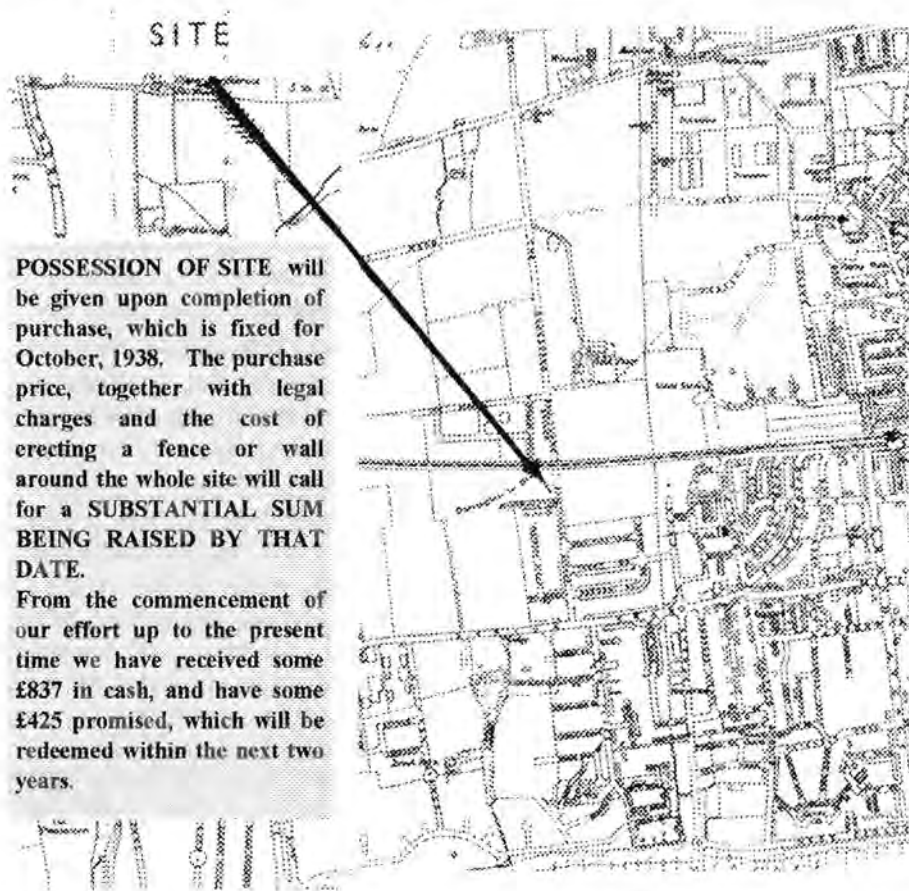 SITE
POSSESSION OF SITE will
be given upon completion of
purchase, which is fixed for
October, 1938. The purchase
price, together with legal
charges and the cost of
erecting a fence or wall
around the whole site will call
for a SUBSTANTIAL SUM
BEING RAISED BY THAT
DATE.
From the commencement of
our effort up to the present
time we have received some
£837 in cash, and have some
£425 promised, which will be
redeemed within the next two
years.